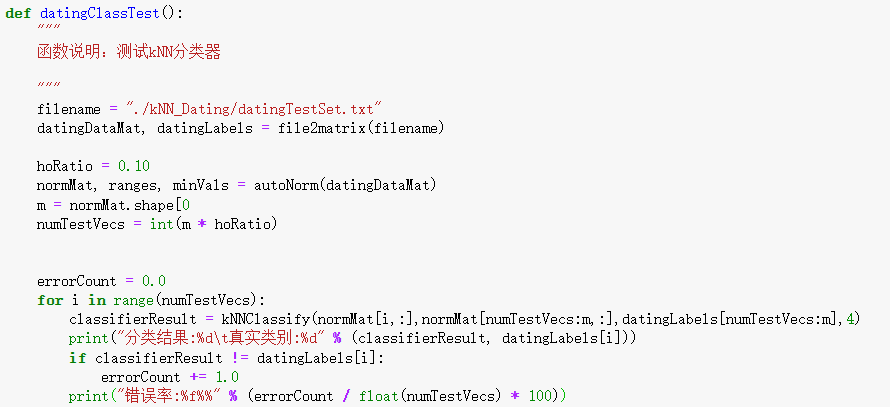 def datingClassTest():
    """
    函数说明：测试kNN分类器
    """
    filename = "./kNN_Dating/datingTestSet.txt"
    datingDataMat, datingLabels = file2matrix(filename)
    hoRatio = 0.10
    normMat, ranges, minVals = autoNorm(datingDataMat)
    m = normMat.shape[0
    numTestVecs = int(m * hoRatio)
    errorCount = 0.0
    for i in range(numTestVecs):
        classifierResult = kNNClassify(normMat[i,:],normMat[numTestVecs:m,:],datingLabels[numTestVecs:m],4)
        print("分类结果:%d\t真实类别:%d" % (classifierResult, datingLabels[i]))
        if classifierResult != datingLabels[i]:
            errorCount += 1.0
        print("错误率:%f%%" % (errorCount / float(numTestVecs) * 100))